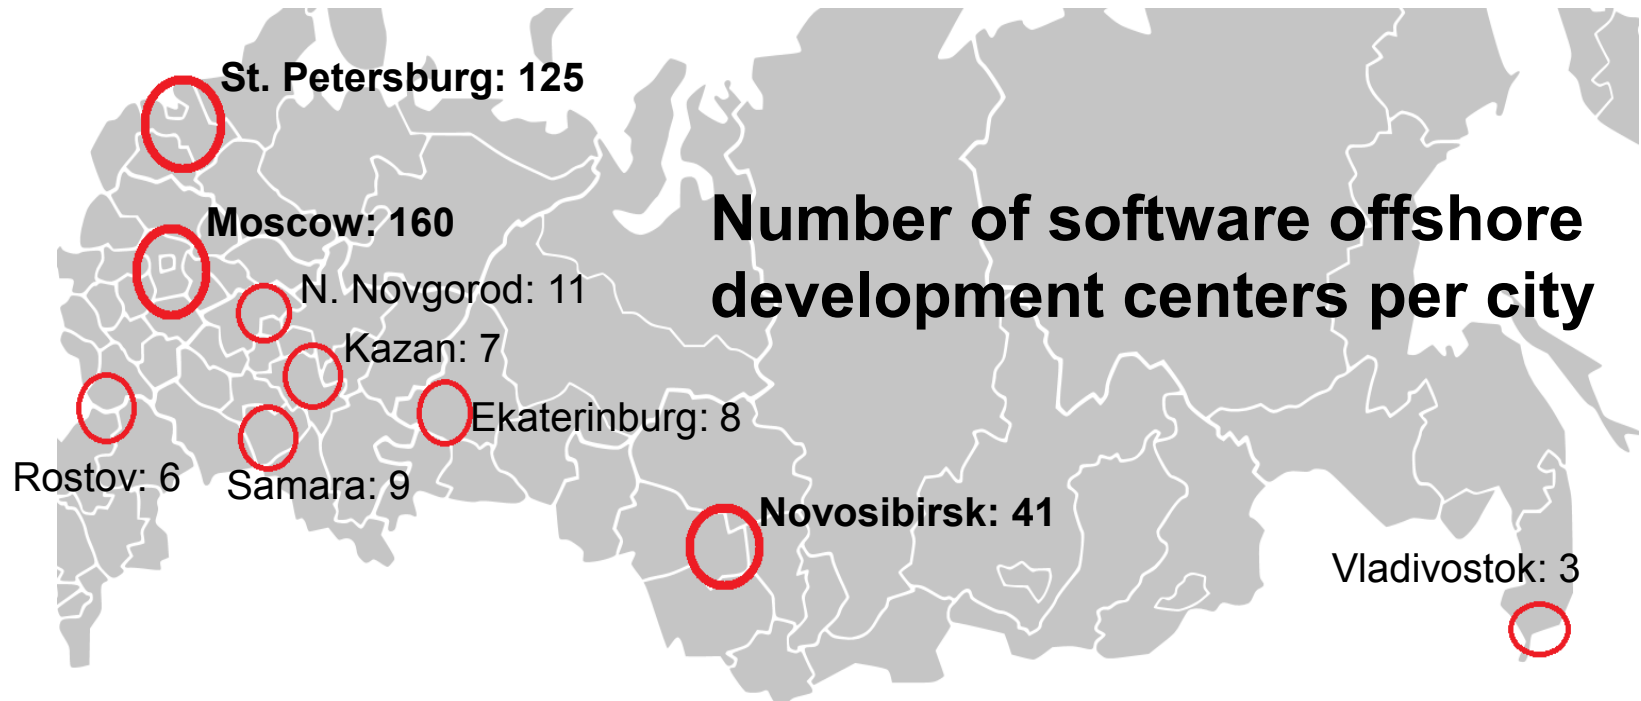 St. Petersburg: 125
Moscow: 160
Number of software offshore
development centers per city
N. Novgorod: 11
Kazan: 7
Ekaterinburg: 8
Rostov: 6
Samara: 9
Novosibirsk: 41
Vladivostok: 3